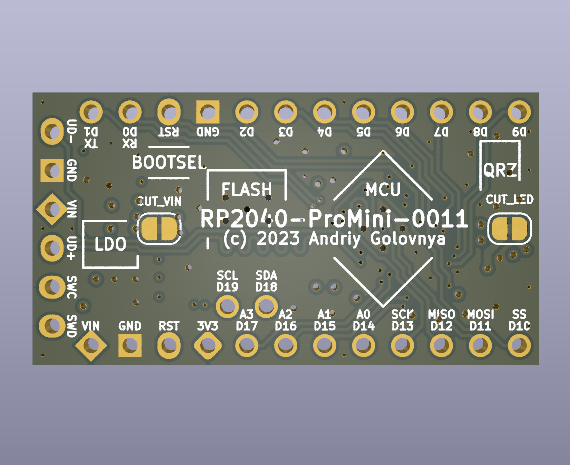 D1 D0 RST GND D2 D3 D4 D5 D6 D7 D8 D9
TX RX
UD-
GND
VIN
UD+
SWC
SWD
BOOTSEL
FLASH
MCU
QRZ
CUT_VIN
CUT_LED
RP2040-ProMini-0011
LDO
(c) 2023 Andriy Golovnya
SCL SDA
D19 D18
A3 A2 A1 A0 SCK MISO MOSI SS
VIN GND RST 3V3 D17 D16 D15 D14 D13 D12 D11 D10